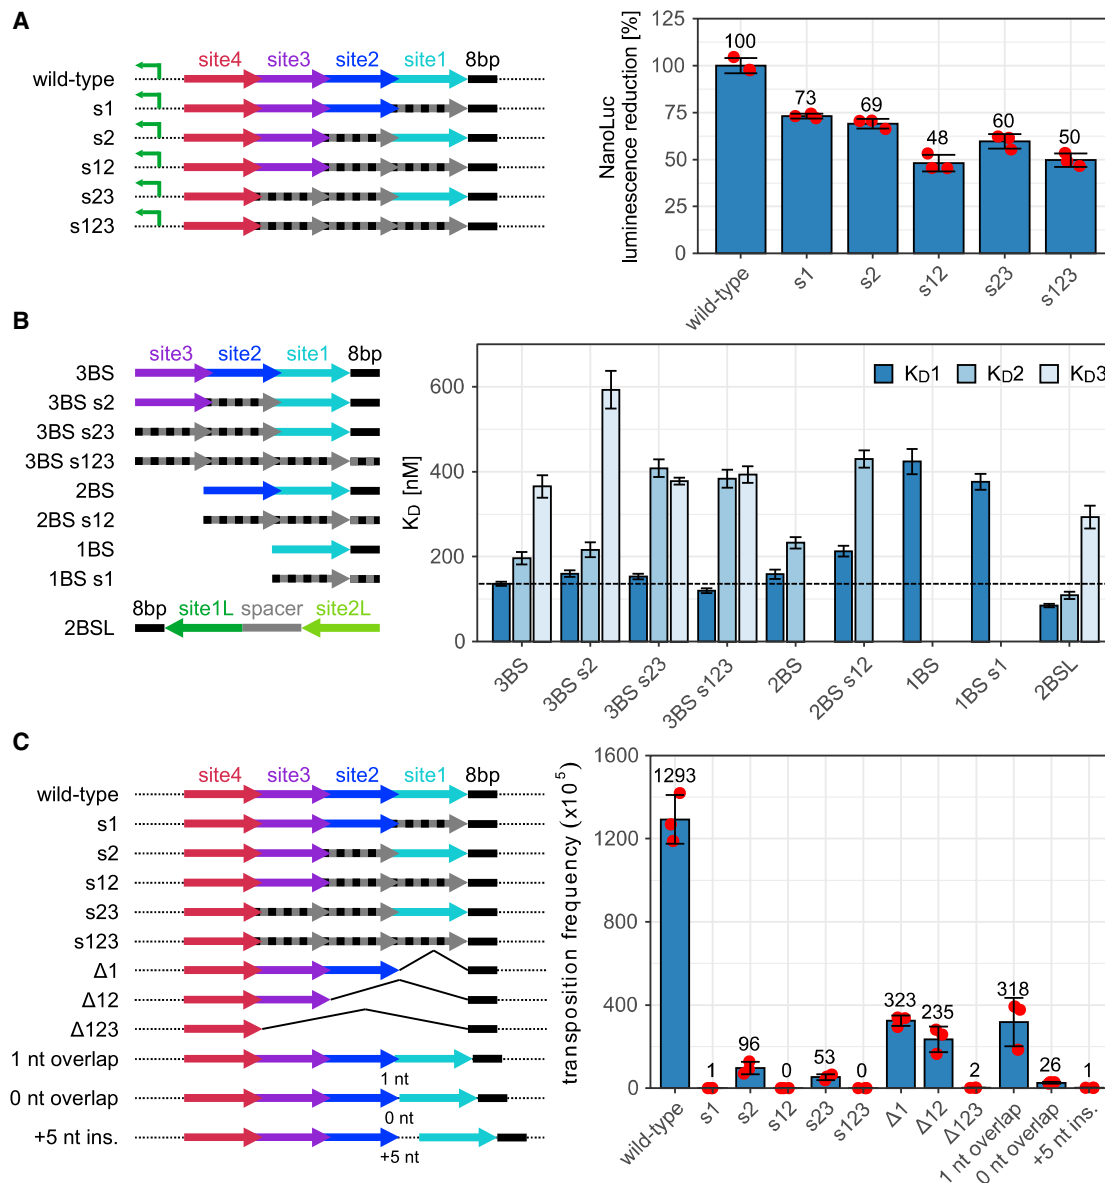 A
site4 site3 site2 site1 8bp
wild-type
s1
s2
s12
s23
s123
NanoLuc
luminescence reduction [%]
125
100
75
50
25
0
100
73
69
48
60
50
wild-type s1 s2 s12 s23 s123
B
site3 site2 site1 8bp
3BS
3BS s2
3BS s23
3BS s123
2BS
2BS s12
1BS
1BS s1
8bp site1L spacer site2L
2BSL
KD [nM]
600
400
200
0
KD1 KD2 KD3
3BS 3BS s2 3BS s23 3BS s123 2BS 2BS s12 1BS 1BS s1 2BSL
C
site4 site3 site2 site1 8bp
wild-type
s1
s2
s12
s23
s123
Δ1
Δ12
Δ123
1 nt overlap
1 nt
0 nt overlap
0 nt
+5 nt ins.
+5 nt
transposition frequency (x10⁵)
1600
1200
800
400
0
1293
1
96
0
53
0
323
235
2
318
26
1
wild-type s1 s2 s12 s23 s123 Δ1 Δ12 Δ123 1 nt overlap 0 nt overlap +5 nt ins.